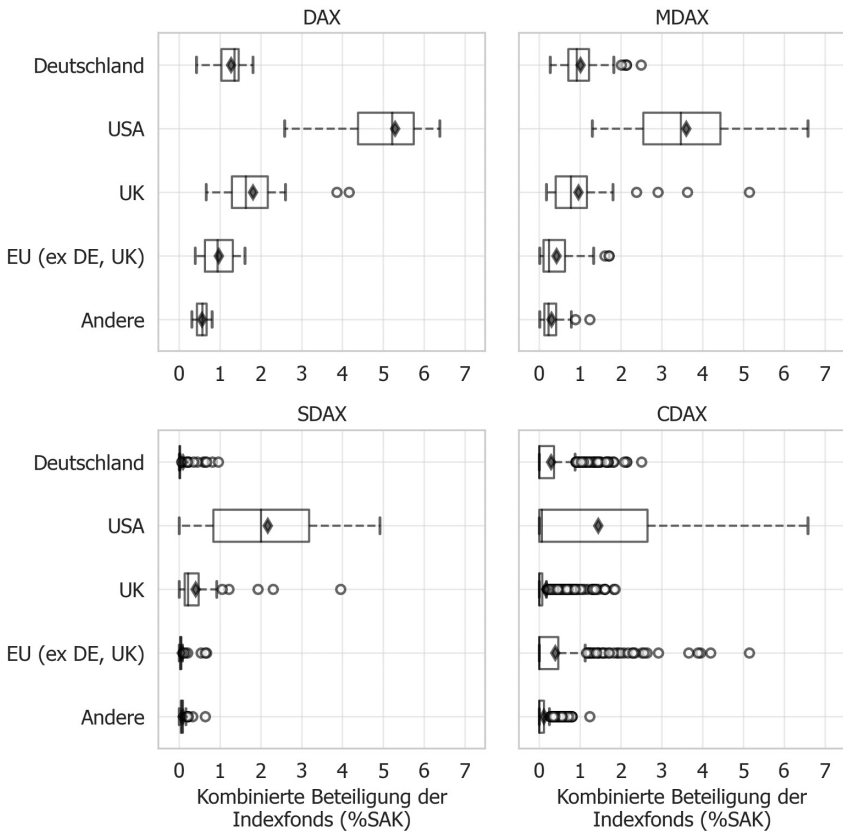 DAX
MDAX
Deutschland
USA
UK
EU (ex DE, UK)
Andere
0 1 2 3 4 5 6 7
0 1 2 3 4 5 6 7
SDAX
CDAX
Deutschland
USA
UK
EU (ex DE, UK)
Andere
0 1 2 3 4 5 6 7
Kombinierte Beteiligung der
Indexfonds (%SAK)
0 1 2 3 4 5 6 7
Kombinierte Beteiligung der
Indexfonds (%SAK)